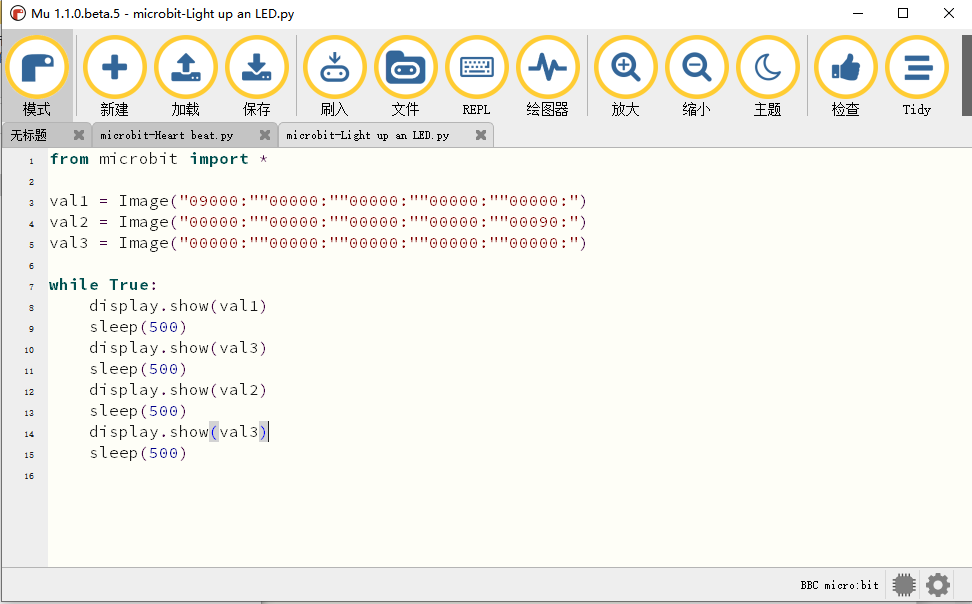 Mu 1.1.0.beta.5 - microbit-Light up an LED.py
模式 新建 加载 保存 刷入 文件 REPL 绘图器 放大 缩小 主题 检查 Tidy
无标题 microbit-Heart beat.py microbit-Light up an LED.py
1 from microbit import *
2
3 val1 = Image("09000:""00000:""00000:""00000:""00000:")
4 val2 = Image("00000:""00000:""00000:""00000:""00090:")
5 val3 = Image("00000:""00000:""00000:""00000:""00000:")
6
7 while True:
8     display.show(val1)
9     sleep(500)
10     display.show(val3)
11     sleep(500)
12     display.show(val2)
13     sleep(500)
14     display.show(val3)
15     sleep(500)
16
BBC micro:bit